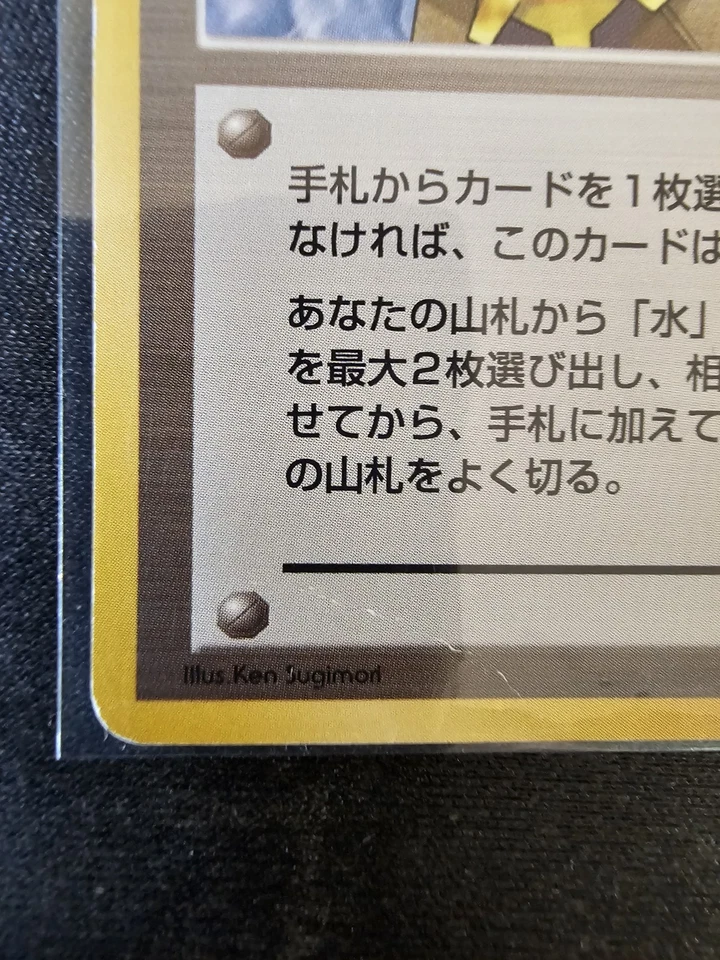 手札からカードを1枚選
なければ、このカードは
あなたの山札から「水」
を最大2枚選び出し、相
せてから、手札に加えて
の山札をよく切る。
Illus.Ken Sugimori